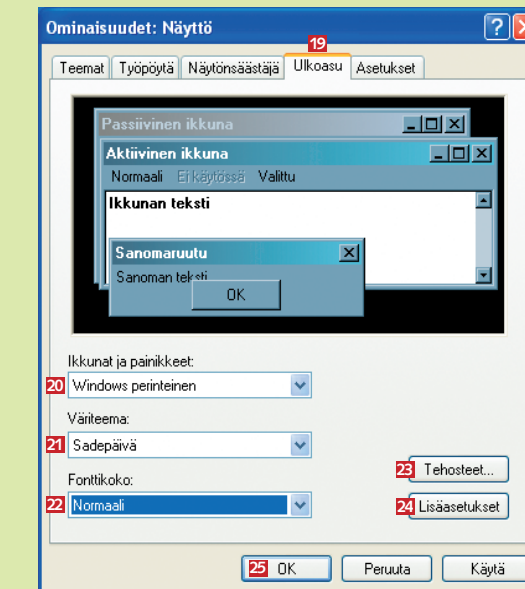 Ominaisuudet: Näyttö
19
Teemat Työpöytä Näytönsäästäjä Ulkoasu Asetukset
Passiivinen ikkuna
Aktiivinen ikkuna
Normaali Ei käytössä Valittu
Ikkunan teksti
Sanomaruutu
Sanoman teksti
OK
Ikkunat ja painikkeet:
20 Windows perinteinen
Väriteema:
21 Sadepäivä
23 Tehosteet...
Fonttikoko:
22 Normaali
24 Lisäasetukset
25 OK Peruuta Käytä